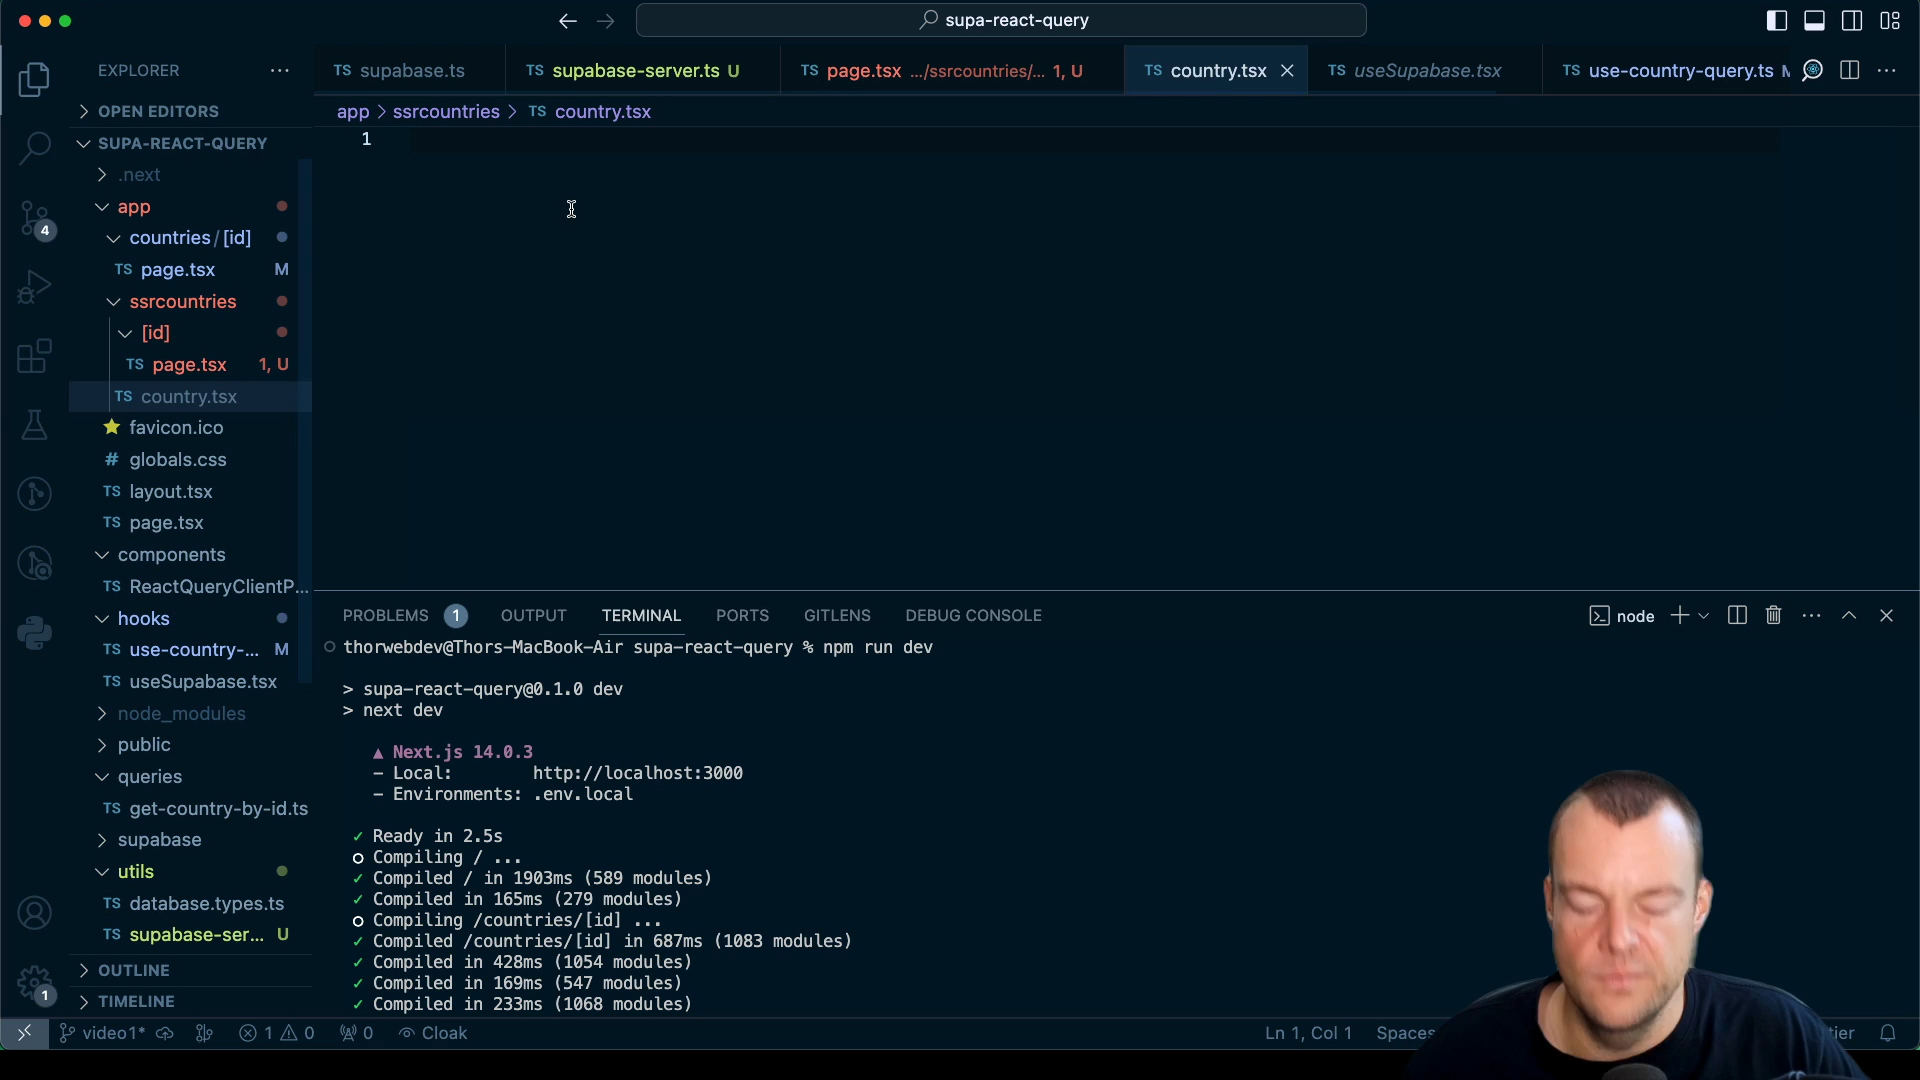 supa-react-query
EXPLORER
TS supabase.ts
TS supabase-server.ts U
TS page.tsx .../ssrcountries/... 1, U
TS country.tsx
TS useSupabase.tsx
TS use-country-query.ts
OPEN EDITORS
app > ssrcountries > TS country.tsx
1
SUPA-REACT-QUERY
.next
app
countries/[id]
TS page.tsx M
ssrcountries
[id]
TS page.tsx 1, U
TS country.tsx
favicon.ico
# globals.css
TS layout.tsx
TS page.tsx
components
TS ReactQueryClientP...
hooks
TS use-country-... M
TS useSupabase.tsx
node_modules
public
queries
TS get-country-by-id.ts
supabase
utils
TS database.types.ts
TS supabase-ser... U
OUTLINE
TIMELINE
4
1
PROBLEMS 1 OUTPUT TERMINAL PORTS GITLENS DEBUG CONSOLE
node
thorwebdev@Thors-MacBook-Air supa-react-query % npm run dev
> supa-react-query@0.1.0 dev
> next dev
▲ Next.js 14.0.3
- Local: http://localhost:3000
- Environments: .env.local
✓ Ready in 2.5s
○ Compiling / ...
✓ Compiled / in 1903ms (589 modules)
✓ Compiled in 165ms (279 modules)
○ Compiling /countries/[id] ...
✓ Compiled /countries/[id] in 687ms (1083 modules)
✓ Compiled in 428ms (1054 modules)
✓ Compiled in 169ms (547 modules)
✓ Compiled in 233ms (1068 modules)
video1* 1 0 0 Cloak
Ln 1, Col 1 Spaces
tier